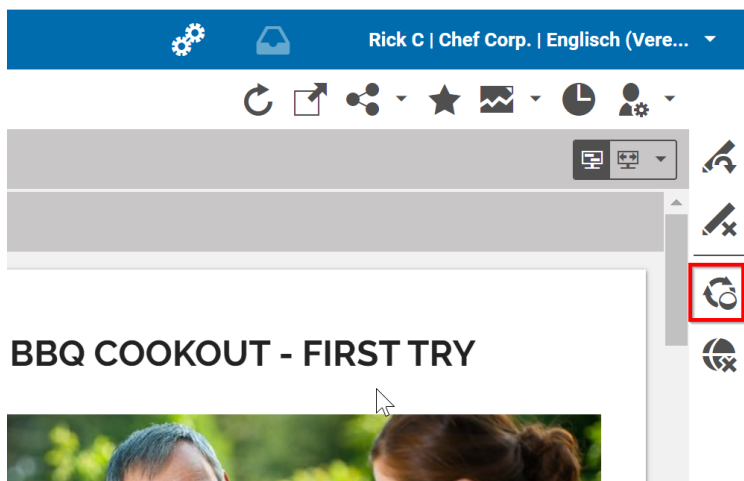 Rick C | Chef Corp. | Englisch (Vere...
BBQ COOKOUT - FIRST TRY